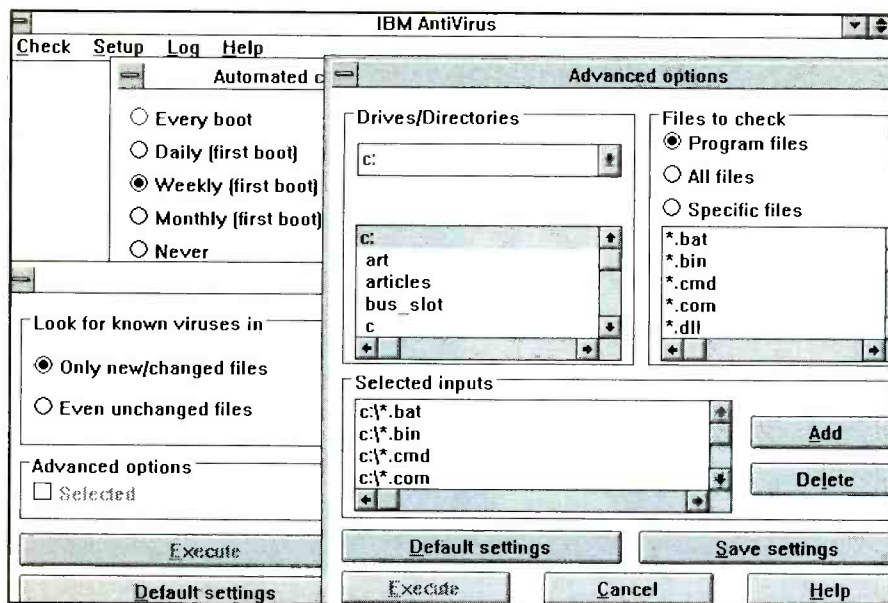 IBM AntiVirus
Check Setup Log Help
Automated c
Every boot
Daily (first boot)
Weekly (first boot)
Monthly (first boot)
Never
Look for known viruses in
Only new/changed files
Even unchanged files
Advanced options
Selected
Execute
Default settings
Advanced options
Drives/Directories
c:
c:
art
articles
bus_slot
c
Files to check
Program files
All files
Specific files
*.bat
*.bin
*.cmd
*.com
*.dll
Selected inputs
c:\*.bat
c:\*.bin
c:\*.cmd
c:\*.com
Add
Delete
Default settings
Save settings
Execute
Cancel
Help